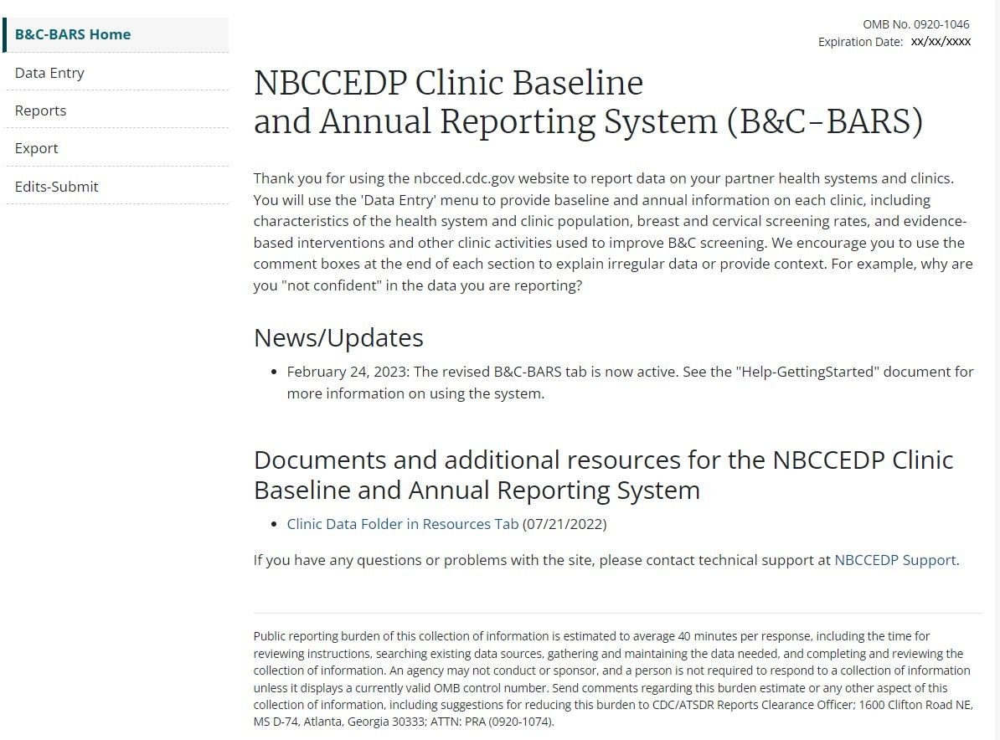 B&C-BARS Home
Data Entry
Reports
Export
Edits-Submit
OMB No. 0920-1046
Expiration Date: xx/xx/xxxx
NBCCEDP Clinic Baseline
and Annual Reporting System (B&C-BARS)
Thank you for using the nbcced.cdc.gov website to report data on your partner health systems and clinics.
You will use the 'Data Entry' menu to provide baseline and annual information on each clinic, including
characteristics of the health system and clinic population, breast and cervical screening rates, and evidence-
based interventions and other clinic activities used to improve B&C screening. We encourage you to use the
comment boxes at the end of each section to explain irregular data or provide context. For example, why are
you "not confident" in the data you are reporting?
News/Updates
• February 24, 2023: The revised B&C-BARS tab is now active. See the "Help-GettingStarted" document for
more information on using the system.
Documents and additional resources for the NBCCEDP Clinic
Baseline and Annual Reporting System
• Clinic Data Folder in Resources Tab (07/21/2022)
If you have any questions or problems with the site, please contact technical support at NBCCEDP Support.
Public reporting burden of this collection of information is estimated to average 40 minutes per response, including the time for
reviewing instructions, searching existing data sources, gathering and maintaining the data needed, and completing and reviewing the
collection of information. An agency may not conduct or sponsor, and a person is not required to respond to a collection of information
unless it displays a currently valid OMB control number. Send comments regarding this burden estimate or any other aspect of this
collection of information, including suggestions for reducing this burden to CDC/ATSDR Reports Clearance Officer; 1600 Clifton Road NE,
MS D-74, Atlanta, Georgia 30333; ATTN: PRA (0920-1074).